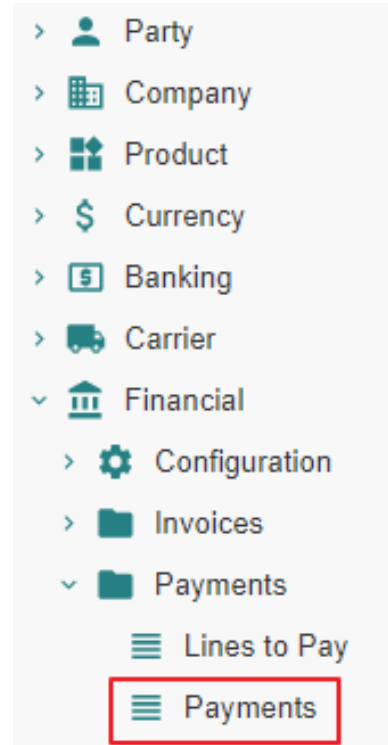 Party
Company
Product
Currency
Banking
Carrier
Financial
Configuration
Invoices
Payments
Lines to Pay
Payments